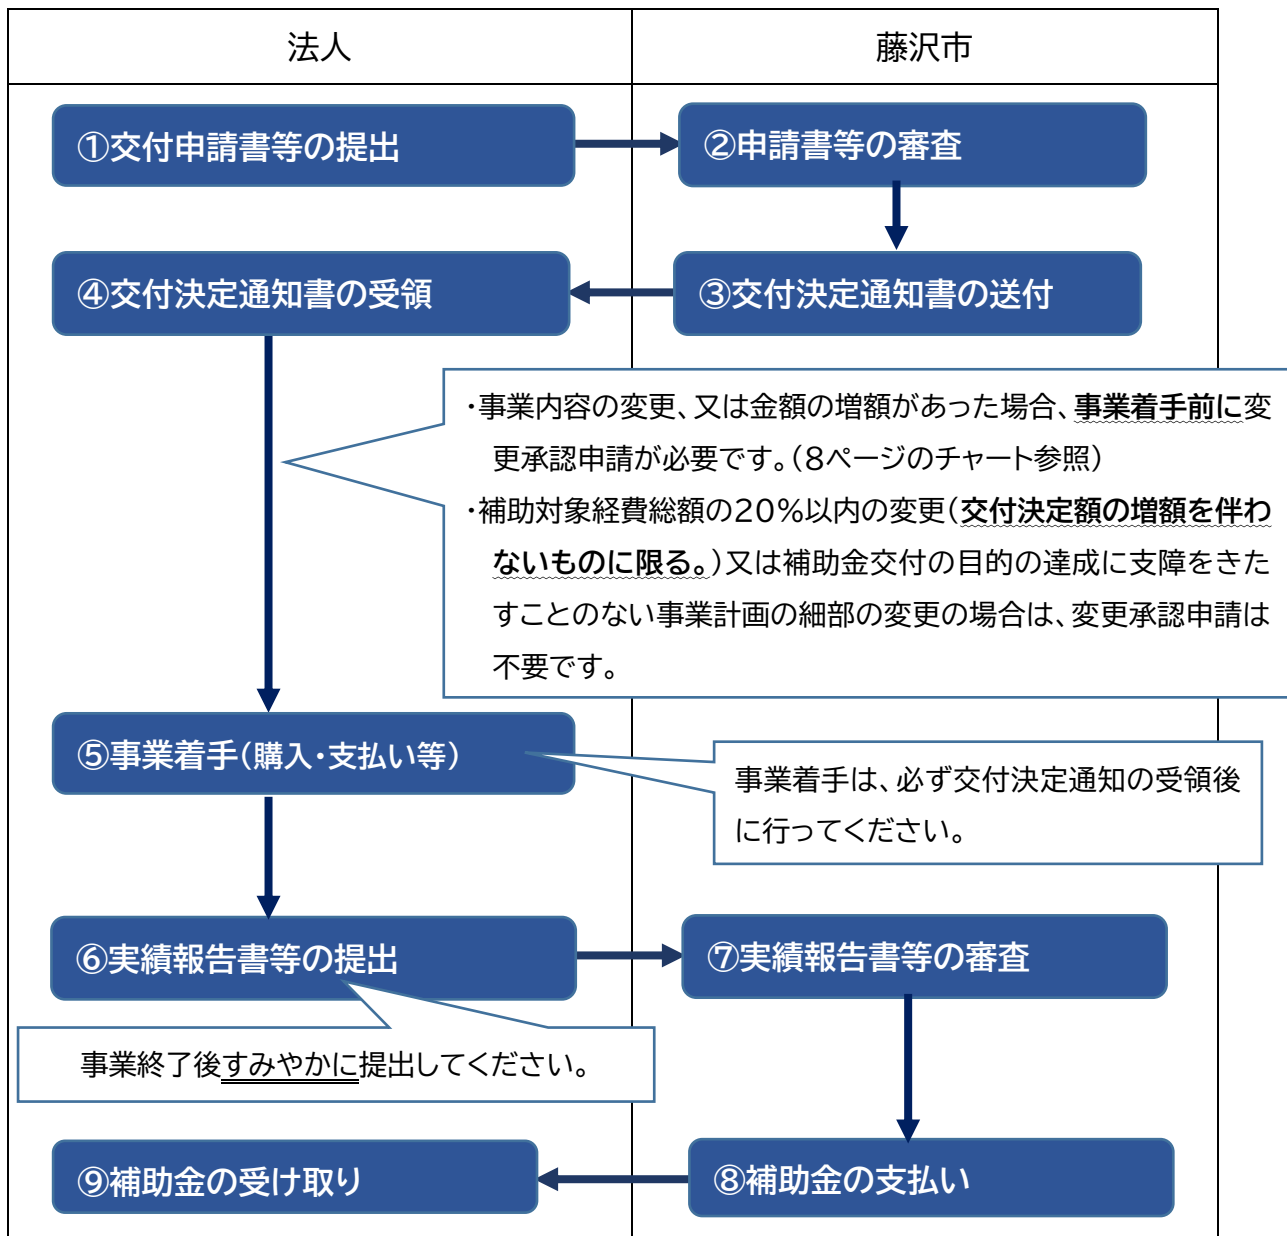 法人
藤沢市
①交付申請書等の提出
②申請書等の審査
④交付決定通知書の受領
③交付決定通知書の送付
・事業内容の変更、又は金額の増額があった場合、事業着手前に変
更承認申請が必要です。（8ページのチャート参照）
・補助対象経費総額の20％以内の変更（交付決定額の増額を伴わ
ないものに限る。）又は補助金交付の目的の達成に支障をきた
すことのない事業計画の細部の変更の場合は、変更承認申請は
不要です。
⑤事業着手（購入・支払い等）
事業着手は、必ず交付決定通知の受領後
に行ってください。
⑥実績報告書等の提出
⑦実績報告書等の審査
事業終了後すみやかに提出してください。
⑨補助金の受け取り
⑧補助金の支払い